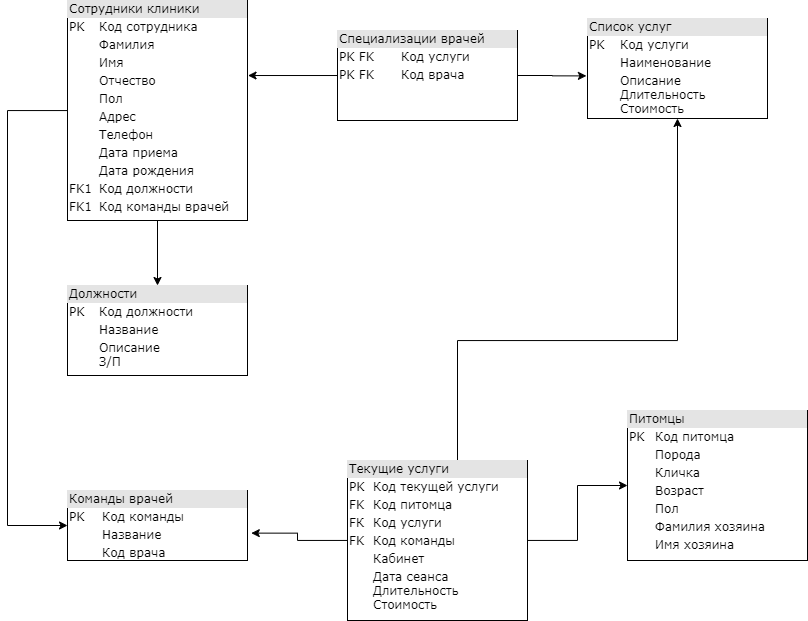 Сотрудники клиники
PK Код сотрудника
Фамилия
Имя
Отчество
Пол
Адрес
Телефон
Дата приема
Дата рождения
FK1 Код должности
FK1 Код команды врачей
Специализации врачей
PK FK Код услуги
PK FK Код врача
Список услуг
PK Код услуги
Наименование
Описание
Длительность
Стоимость
Должности
PK Код должности
Название
Описание
З/П
Команды врачей
PK Код команды
Название
Код врача
Текущие услуги
PK Код текущей услуги
FK Код питомца
FK Код услуги
FK Код команды
Кабинет
Дата сеанса
Длительность
Стоимость
Питомцы
PK Код питомца
Порода
Кличка
Возраст
Пол
Фамилия хозяина
Имя хозяина